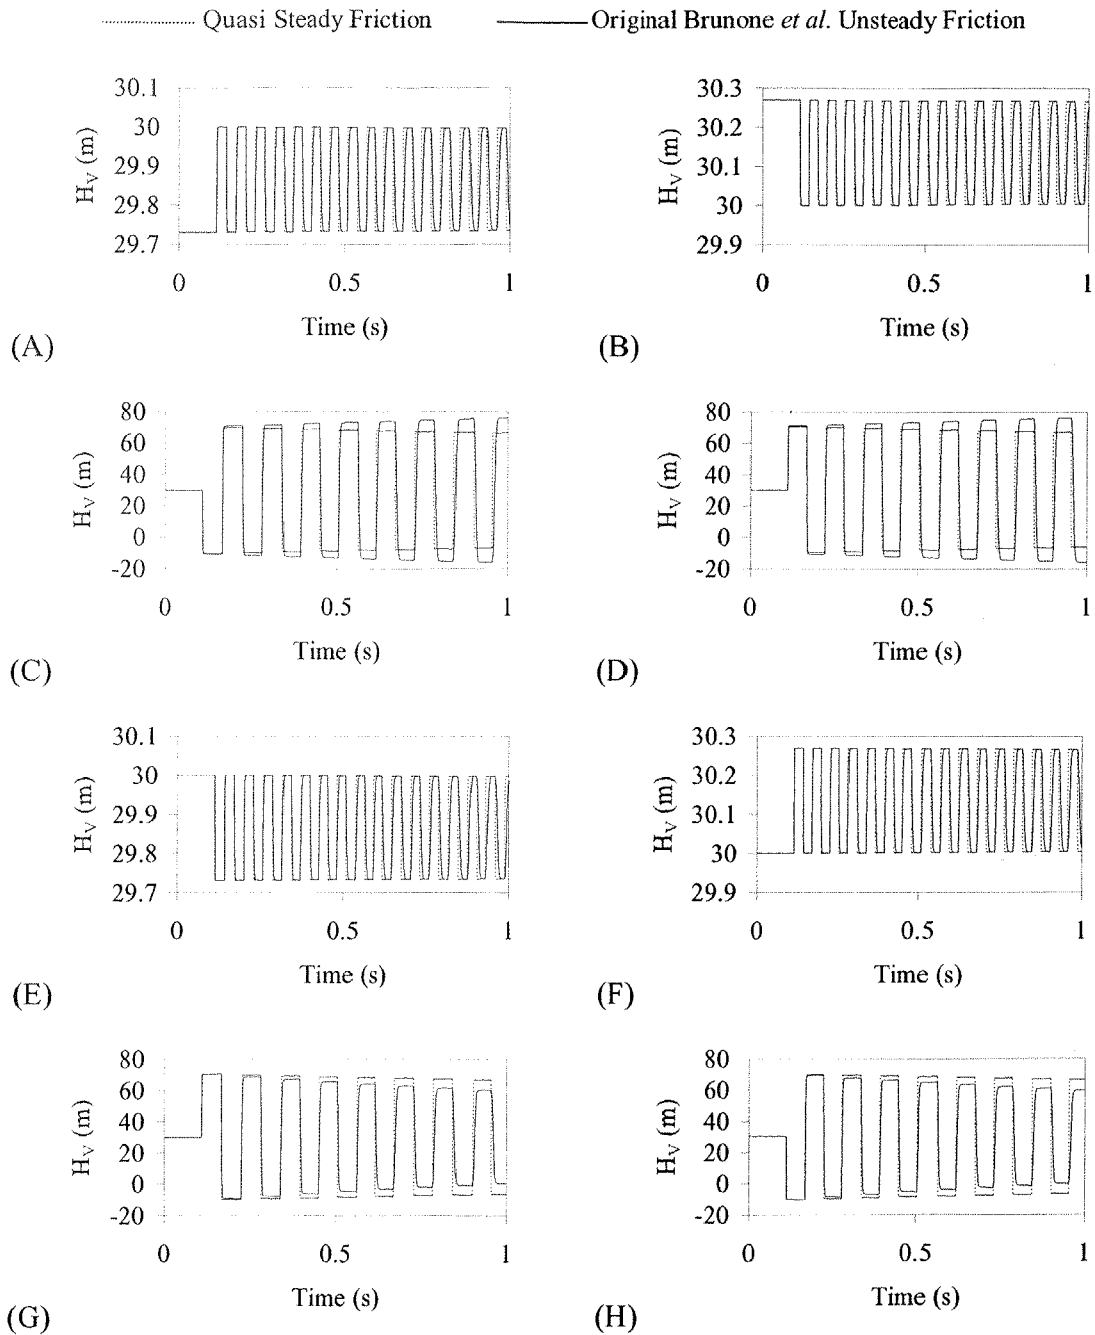 Quasi Steady Friction
Original Brunone et al. Unsteady Friction
30.1
30
29.9
29.8
29.7
H_V (m)
0 0.5 1
Time (s)
(A)
30.3
30.2
30.1
30
29.9
H_V (m)
0 0.5 1
Time (s)
(B)
80
60
40
20
0
-20
H_V (m)
0 0.5 1
Time (s)
(C)
80
60
40
20
0
-20
H_V (m)
0 0.5 1
Time (s)
(D)
30.1
30
29.9
29.8
29.7
H_V (m)
0 0.5 1
Time (s)
(E)
30.3
30.2
30.1
30
29.9
H_V (m)
0 0.5 1
Time (s)
(F)
80
60
40
20
0
-20
H_V (m)
0 0.5 1
Time (s)
(G)
80
60
40
20
0
-20
H_V (m)
0 0.5 1
Time (s)
(H)